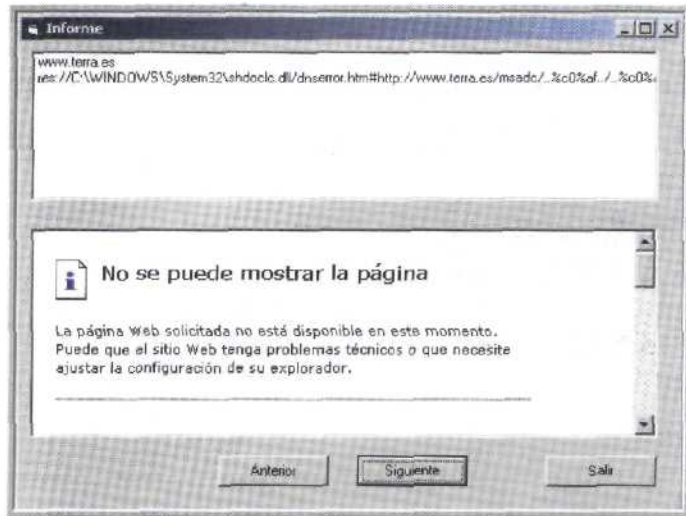 Informe
www.terra.es
res://C:\WINDOWS\System32\shdoclc.dll/dnserror.htm#http://www.terra.es/msadc/..%c0%af../..%c0%
No se puede mostrar la página
La página Web solicitada no está disponible en este momento.
Puede que el sitio Web tenga problemas técnicos o que necesite
ajustar la configuración de su explorador.
Anterior
Siguiente
Salir